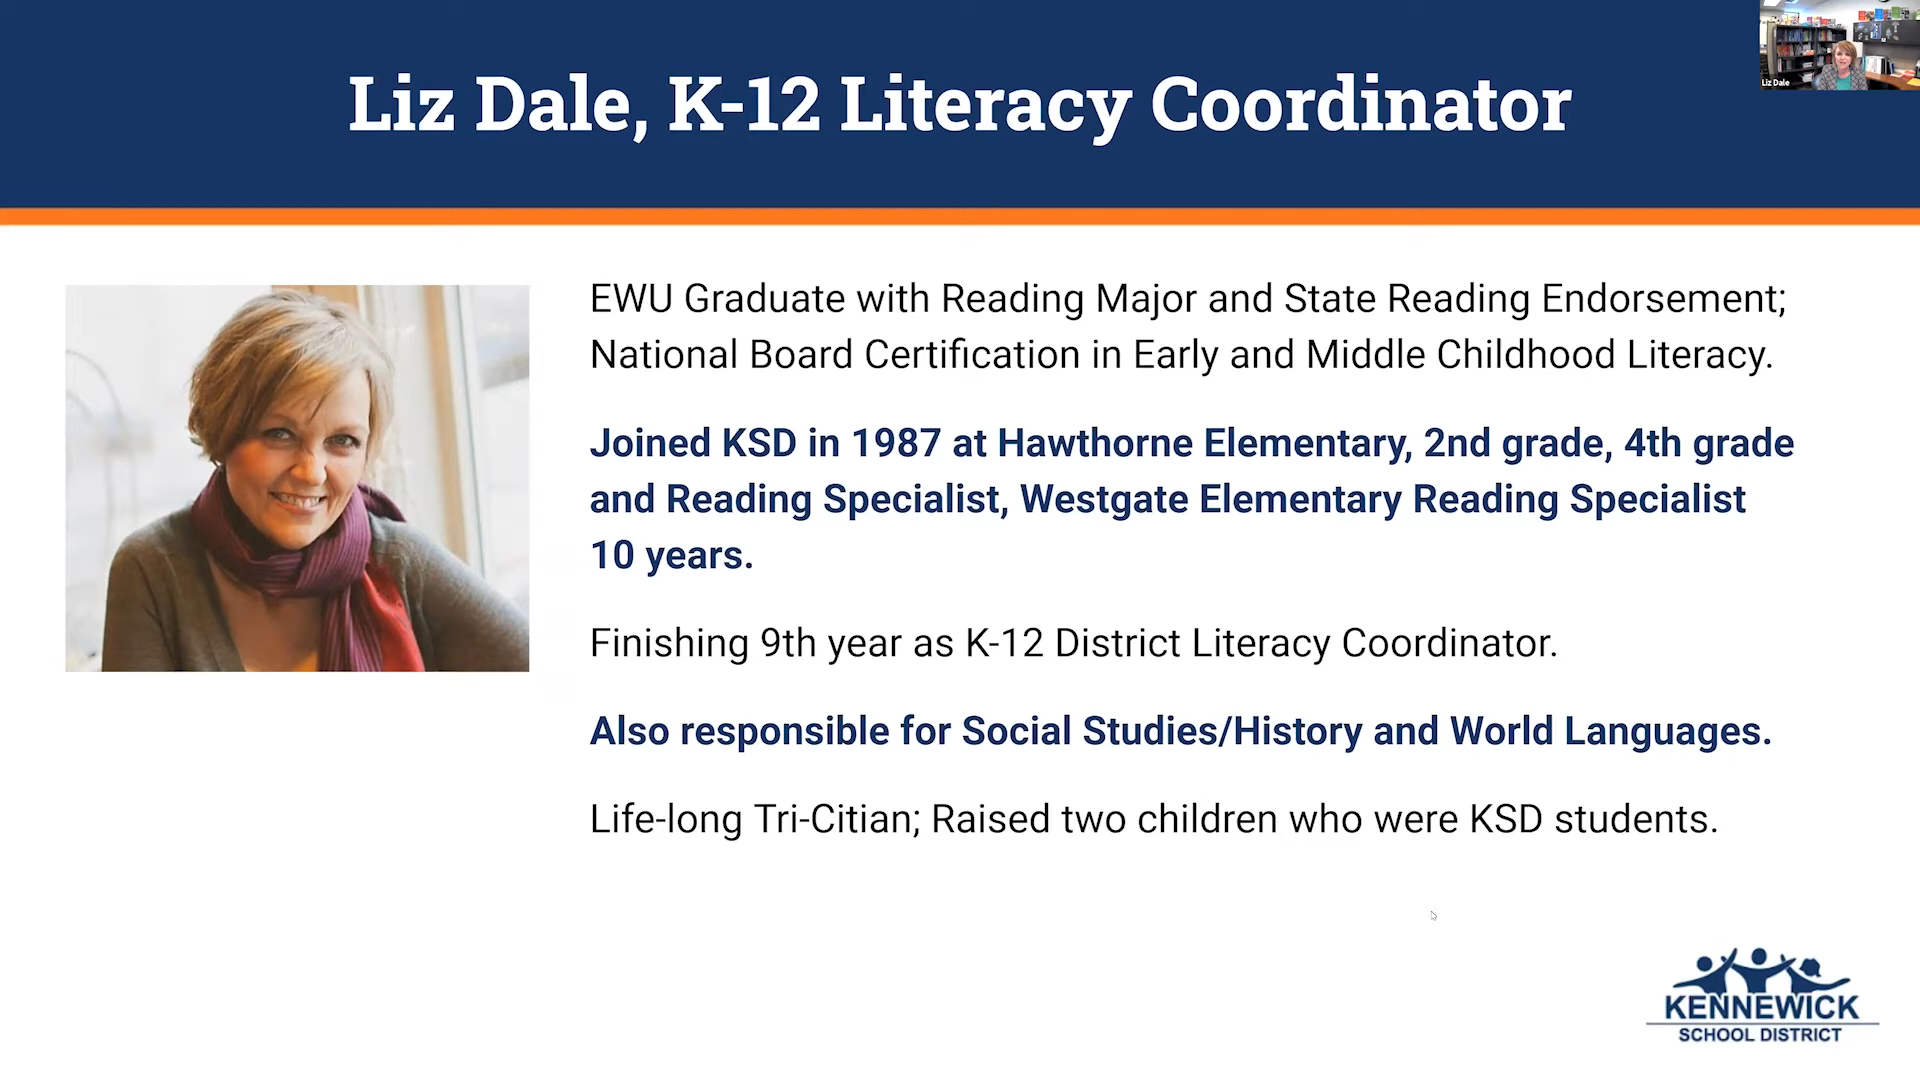 Liz Dale, K-12 Literacy Coordinator
Liz Dale
EWU Graduate with Reading Major and State Reading Endorsement;
National Board Certification in Early and Middle Childhood Literacy.
Joined KSD in 1987 at Hawthorne Elementary, 2nd grade, 4th grade
and Reading Specialist, Westgate Elementary Reading Specialist
10 years.
Finishing 9th year as K-12 District Literacy Coordinator.
Also responsible for Social Studies/History and World Languages.
Life-long Tri-Citian; Raised two children who were KSD students.
KENNEWICK
SCHOOL DISTRICT